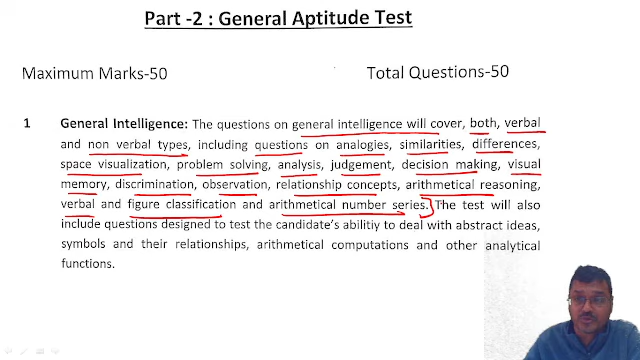 Part -2 : General Aptitude Test
Maximum Marks-50 Total Questions-50
1 General Intelligence: The questions on general intelligence will cover, both, verbal
and non verbal types, including questions on analogies, similarities, differences,
space visualization, problem solving, analysis, judgement, decision making, visual
memory, discrimination, observation, relationship concepts, arithmetical reasoning,
verbal and figure classification and arithmetical number series. The test will also
include questions designed to test the candidate's abilitiy to deal with abstract ideas,
symbols and their relationships, arithmetical computations and other analytical
functions.